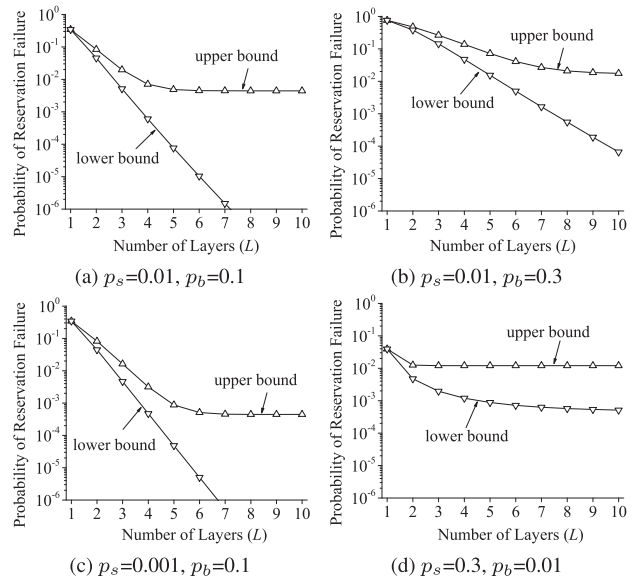 Probability of Reservation Failure
10^0
10^-1
10^-2
10^-3
10^-4
10^-5
10^-6
upper bound
lower bound
1 2 3 4 5 6 7 8 9 10
Number of Layers (L)
(a) p_s=0.01, p_b=0.1
Probability of Reservation Failure
10^0
10^-1
10^-2
10^-3
10^-4
10^-5
10^-6
upper bound
lower bound
1 2 3 4 5 6 7 8 9 10
Number of Layers (L)
(b) p_s=0.01, p_b=0.3
Probability of Reservation Failure
10^0
10^-1
10^-2
10^-3
10^-4
10^-5
10^-6
upper bound
lower bound
1 2 3 4 5 6 7 8 9 10
Number of Layers (L)
(c) p_s=0.001, p_b=0.1
Probability of Reservation Failure
10^0
10^-1
10^-2
10^-3
10^-4
10^-5
10^-6
upper bound
lower bound
1 2 3 4 5 6 7 8 9 10
Number of Layers (L)
(d) p_s=0.3, p_b=0.01